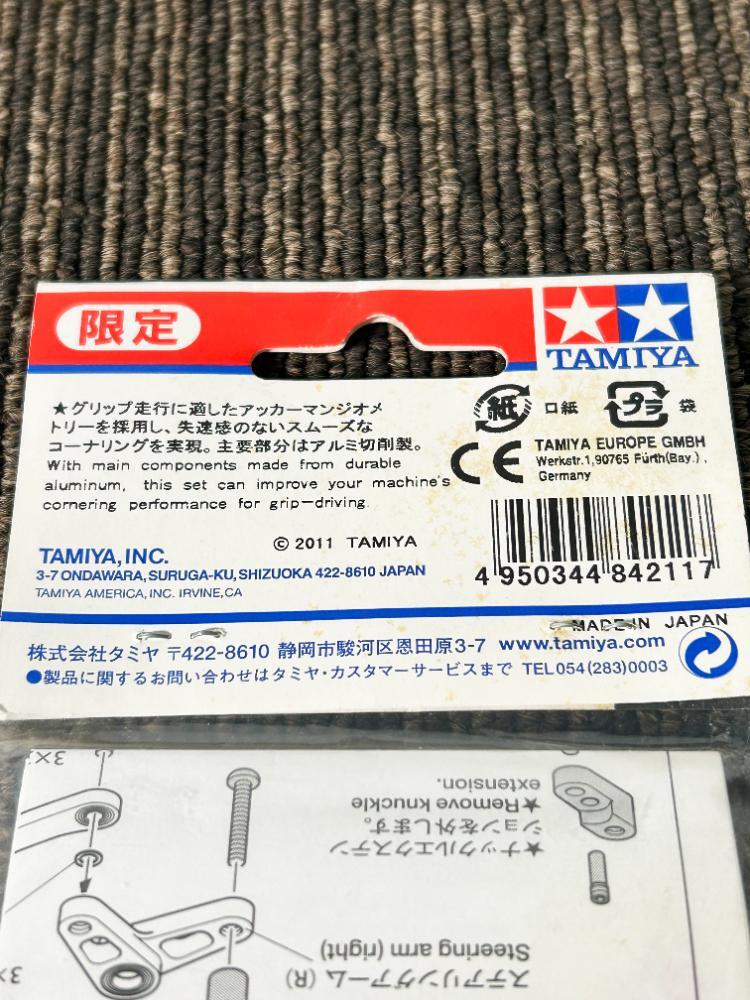 限定
TAMIYA
★グリップ走行に適したアッカーマンジオメ
トリーを採用し、失速感のないスムーズな
コーナリングを実現。主要部分はアルミ切削製。
With main components made from durable
aluminum, this set can improve your machine's
cornering performance for grip-driving.
紙 口紙 プラ 袋
CE TAMIYA EUROPE GMBH
Werkstr.1,90765 Fürth(Bay.),
Germany
© 2011 TAMIYA
TAMIYA,INC.
3-7 ONDAWARA, SURUGA-KU, SHIZUOKA 422-8610 JAPAN
TAMIYA AMERICA, INC. IRVINE,CA
4 950344 842117
MADE IN JAPAN
株式会社タミヤ 〒422-8610 静岡市駿河区恩田原3-7 www.tamiya.com
●製品に関するお問い合わせはタミヤ・カスタマーサービスまで TEL054(283)0003
ステアリングアーム (R)
Steering arm (right)
★ナックルエクステン
ションを外します。
★Remove knuckle
extension.